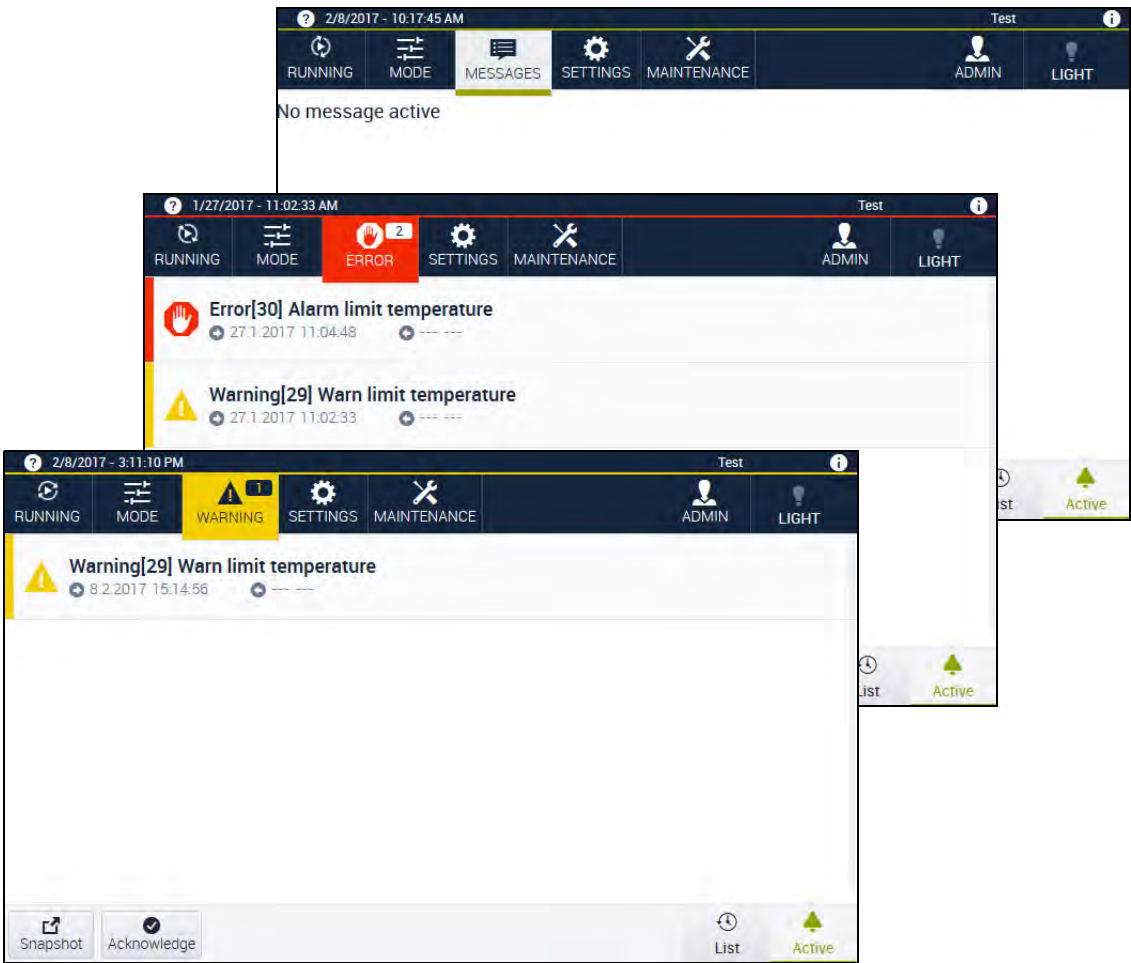 ? 2/8/2017 - 10:17:45 AM Test i
RUNNING MODE MESSAGES SETTINGS MAINTENANCE ADMIN LIGHT
No message active
Active
? 1/27/2017 - 11:02:33 AM Test i
RUNNING MODE ERROR 2 SETTINGS MAINTENANCE ADMIN LIGHT
Error[30] Alarm limit temperature
27.1.2017 11:04:48 --- ---
Warning[29] Warn limit temperature
27.1.2017 11:02:33 --- ---
Active
? 2/8/2017 - 3:11:10 PM Test i
RUNNING MODE WARNING 1 SETTINGS MAINTENANCE ADMIN LIGHT
Warning[29] Warn limit temperature
8.2.2017 15:14:56 --- ---
Snapshot Acknowledge List Active